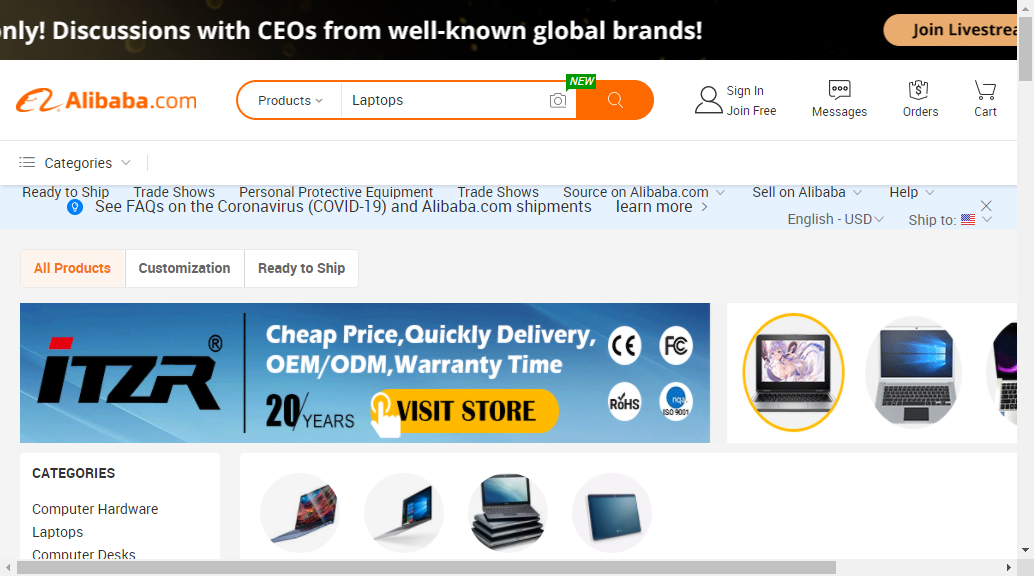 only! Discussions with CEOs from well-known global brands!
Join Livestrea
Alibaba.com
Products
Laptops
NEW
Sign In
Join Free
Messages
Orders
Cart
Categories
Ready to Ship
Trade Shows
Personal Protective Equipment
Trade Shows
Source on Alibaba.com
Sell on Alibaba
Help
See FAQs on the Coronavirus (COVID-19) and Alibaba.com shipments
learn more
English - USD
Ship to:
All Products
Customization
Ready to Ship
ITZR®
Cheap Price,Quickly Delivery,
OEM/ODM,Warranty Time
20/YEARS
VISIT STORE
CE
FC
RoHS
nqa.
ISO 9001
CATEGORIES
Computer Hardware
Laptops
Computer Desks